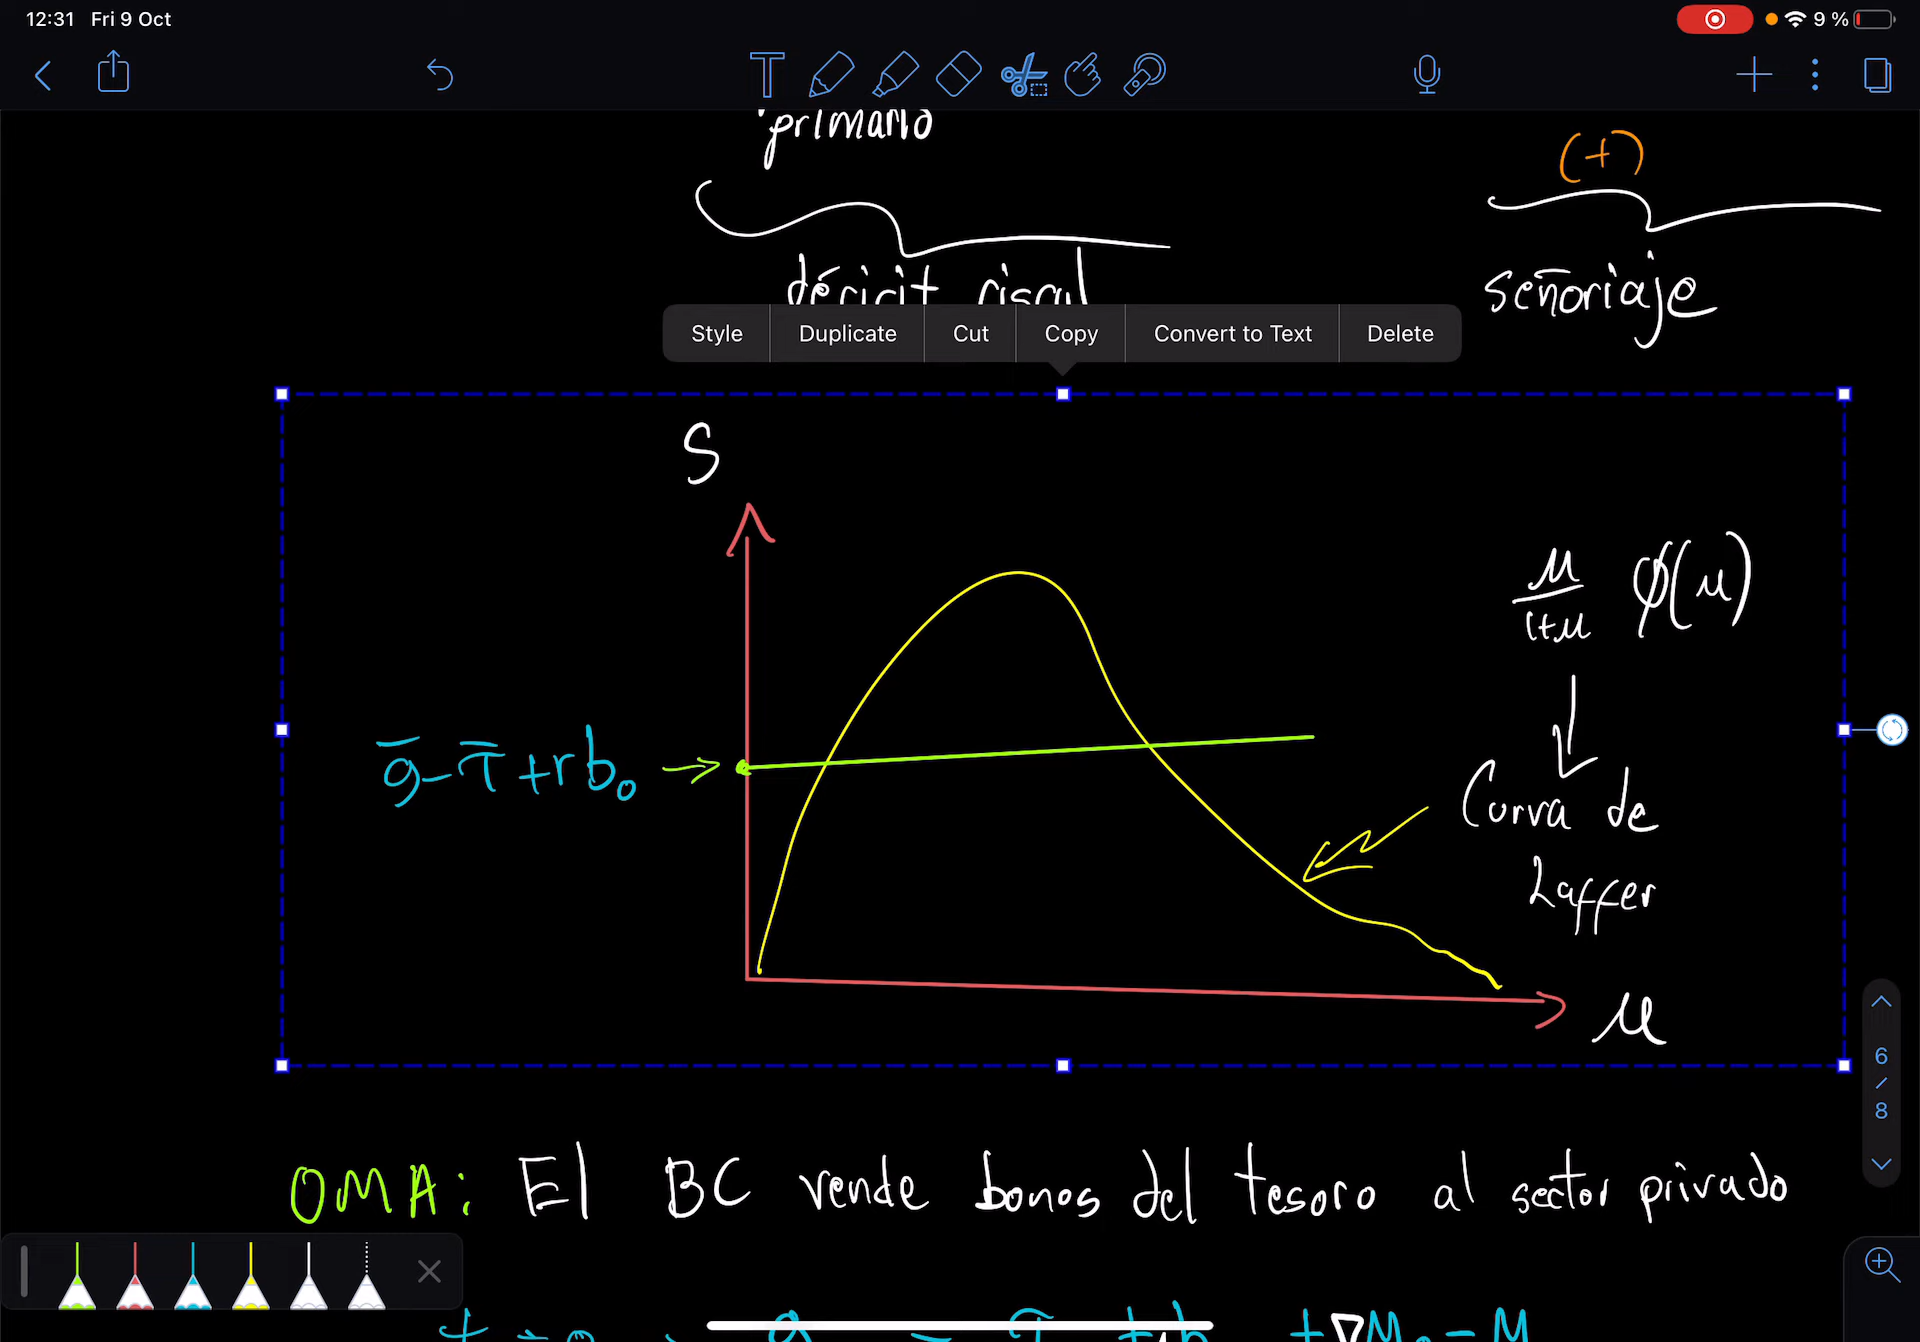 12:31 Fri 9 Oct
9 %
primario
(+)
déficit fiscal
señoriaje
Style Duplicate Cut Copy Convert to Text Delete
S
μ/(1+μ) φ(μ)
g̅ - τ̅ + r b₀
Curva de
Laffer
μ
6
/
8
OMA: El BC vende bonos del tesoro al sector privado